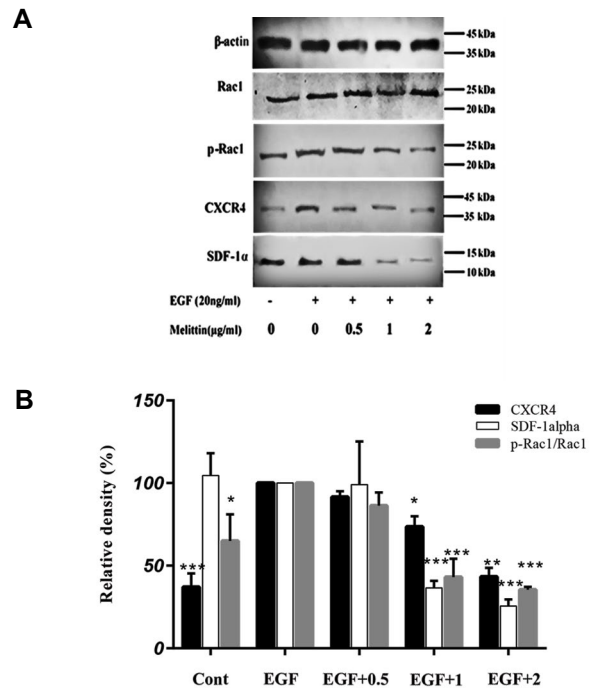 A
β-actin
45 kDa
35 kDa
Rac1
25 kDa
20 kDa
p-Rac1
25 kDa
20 kDa
CXCR4
45 kDa
35 kDa
SDF-1α
15 kDa
10 kDa
EGF (20ng/ml) - + + + +
Melittin(μg/ml) 0 0 0.5 1 2
B
150
100
50
0
Relative density (%)
CXCR4
SDF-1alpha
p-Rac1/Rac1
***
*
*
***
***
**
***
***
Cont EGF EGF+0.5 EGF+1 EGF+2